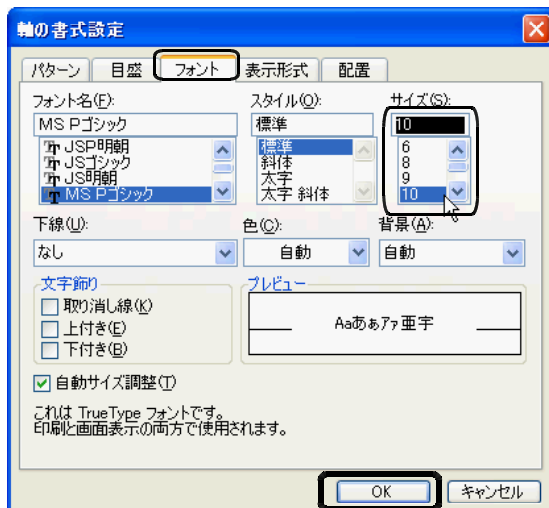 軸の書式設定
パターン 目盛 フォント 表示形式 配置
フォント名(F): スタイル(O): サイズ(S):
MS Pゴシック 標準 10
JSP明朝 標準 6
JSゴシック 斜体 8
JS明朝 太字 9
MS Pゴシック 太字 斜体 10
下線(U): 色(C): 背景(A):
なし 自動 自動
文字飾り プレビュー
取り消し線(K)
上付き(E) Aaあぁアァ亜宇
下付き(B)
自動サイズ調整(T)
これは TrueType フォントです。
印刷と画面表示の両方で使用されます。
OK キャンセル